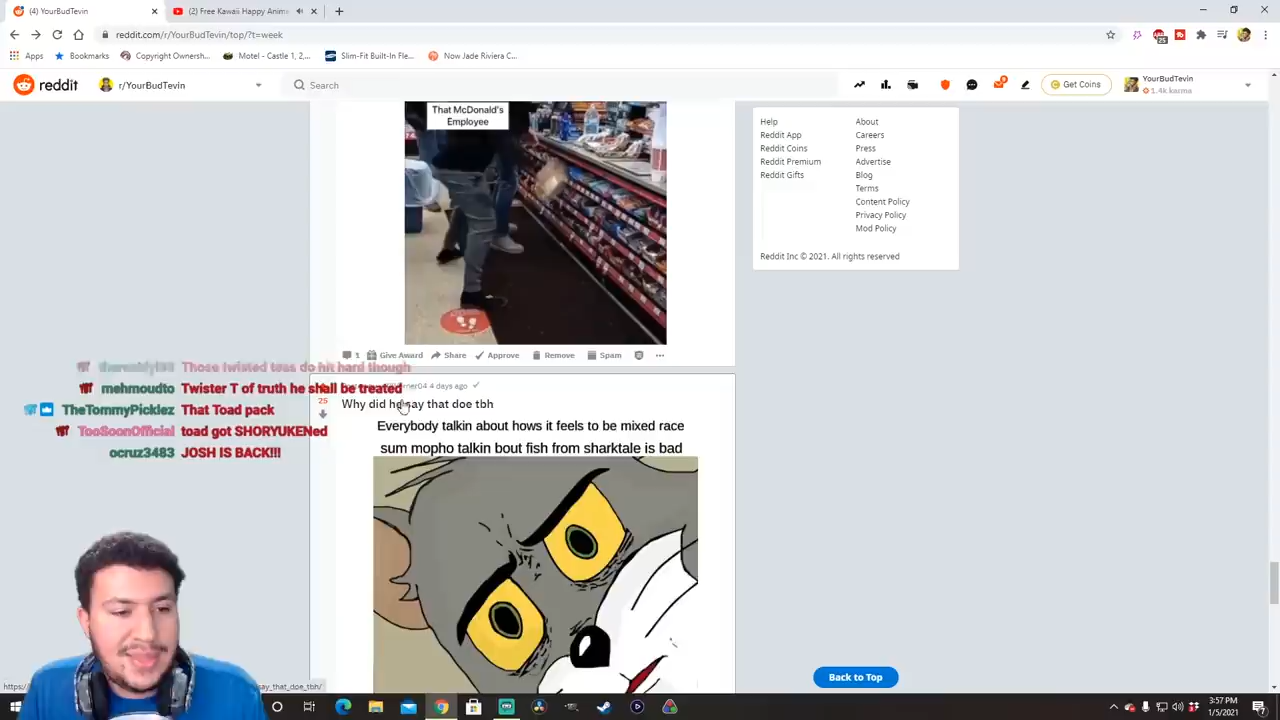 (4) YourBudTevin
(2) Free Kawaii Happy Anima
reddit.com/r/YourBudTevin/top/?t=week
Apps
Bookmarks
Copyright Ownersh...
Motel - Castle 1, 2,...
Slim-Fit Built-In Fle...
Now Jade Riviera C...
reddit
r/YourBudTevin
Search
Get Coins
YourBudTevin
1.4k karma
That McDonald's
Employee
Help
About
Reddit App
Careers
Reddit Coins
Press
Reddit Premium
Advertise
Reddit Gifts
Blog
Terms
Content Policy
Privacy Policy
Mod Policy
Reddit Inc © 2021. All rights reserved
1
Give Award
Share
Approve
Remove
Spam
Those twisted teas do hit hard though
mehmoudto Twister T of truth he shall be treated
TheTommyPicklez That Toad pack
TooSoonOfficial toad got SHORYUKENed
ocruz3483 JOSH IS BACK!!!
4 days ago
25
Why did he say that doe tbh
Everybody talkin about hows it feels to be mixed race
sum mopho talkin bout fish from sharktale is bad
Back to Top
say_that_doe_tbh/
3:57 PM
1/5/2021